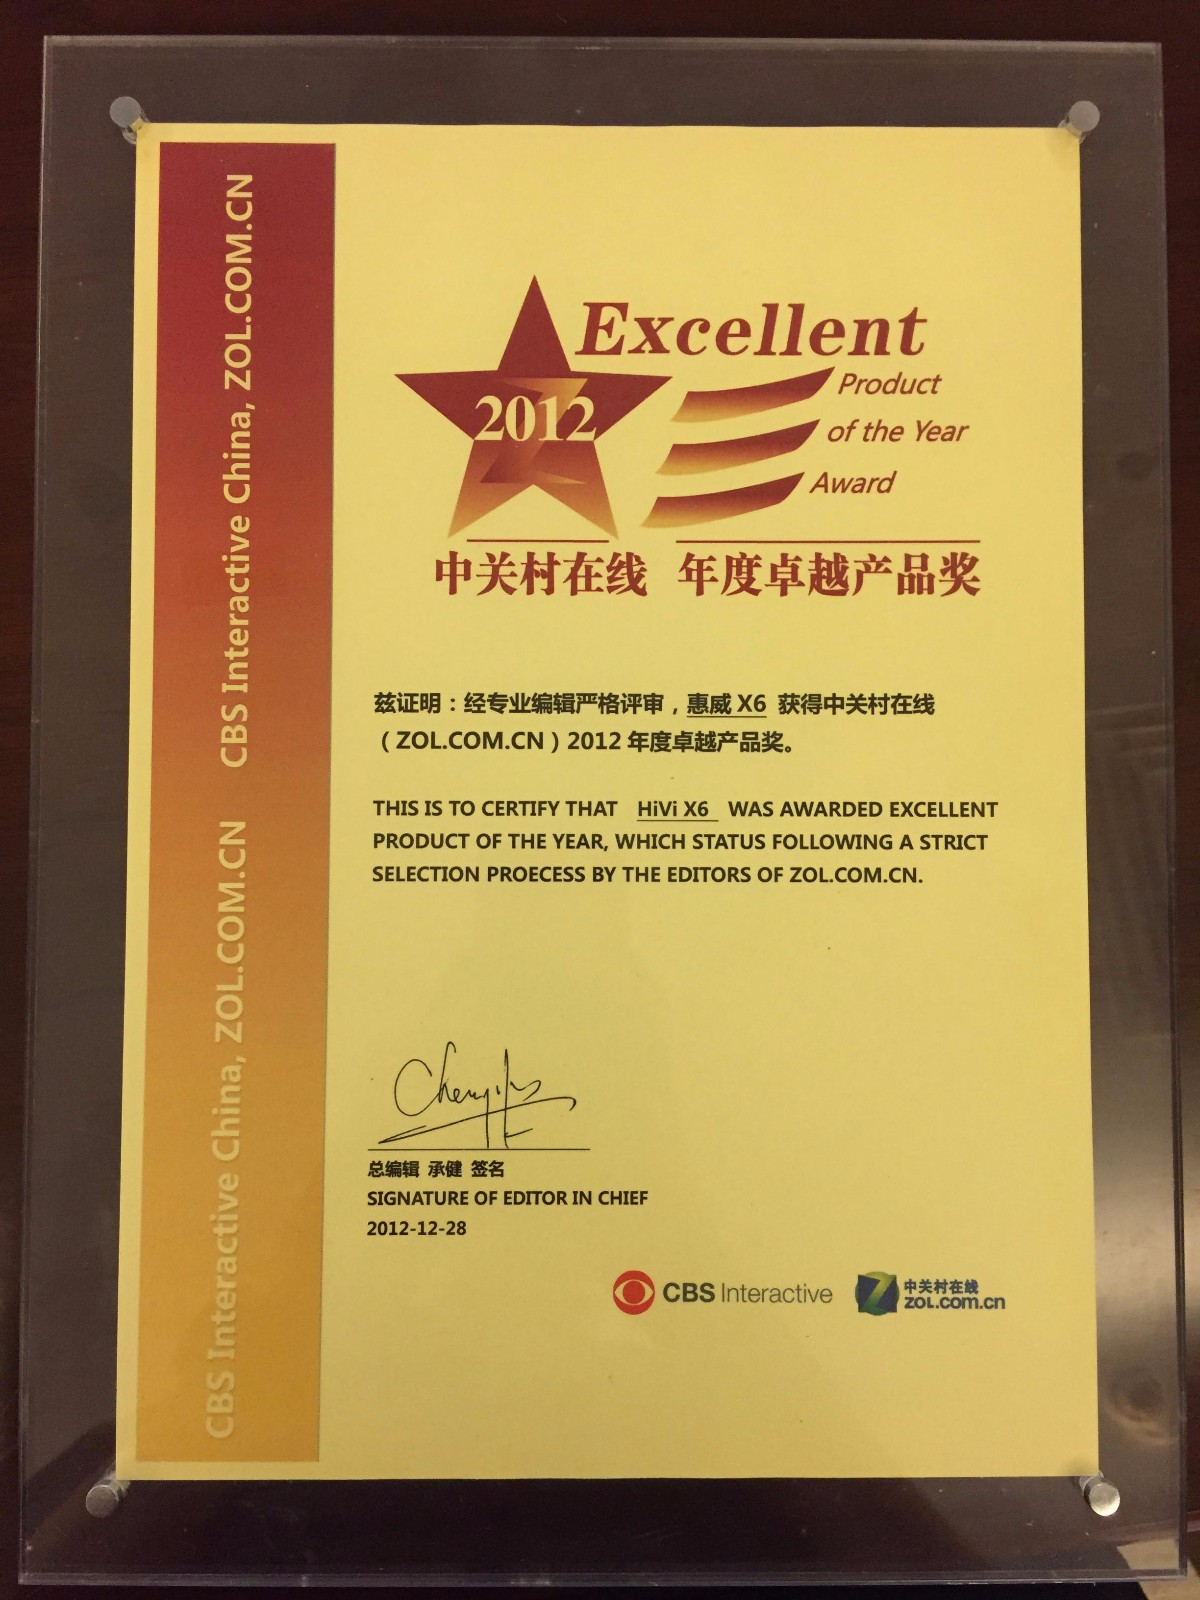 CBS Interactive China, ZOL.COM.CN CBS Interactive China, ZOL.COM.CN
2012
Excellent
Product
of the Year
Award
中关村在线 年度卓越产品奖
兹证明：经专业编辑严格评审，惠威 X6 获得中关村在线
（ZOL.COM.CN）2012 年度卓越产品奖。
THIS IS TO CERTIFY THAT HiVi X6 WAS AWARDED EXCELLENT
PRODUCT OF THE YEAR, WHICH STATUS FOLLOWING A STRICT
SELECTION PROECESS BY THE EDITORS OF ZOL.COM.CN.
总编辑 承健 签名
SIGNATURE OF EDITOR IN CHIEF
2012-12-28
CBS Interactive
中关村在线
ZOL.com.cn